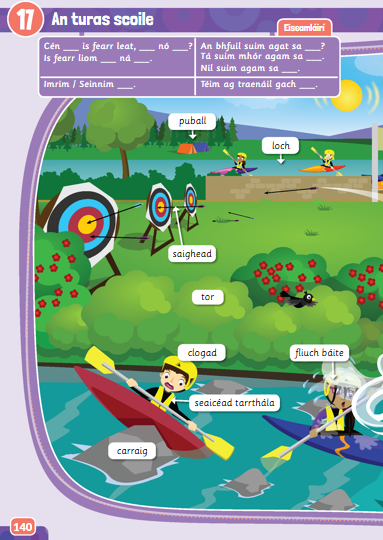 17 An turas scoile
Eiseamláirí
Cén ___ is fearr leat, ___ nó ___?
Is fearr liom ___ ná ___.
An bhfuil suim agat sa ___?
Tá suim mhór agam sa ___.
Níl suim agam sa ___.
Imrím / Seinnim ___.
Téim ag traenáil gach ___.
puball
loch
saighead
tor
clogad
fliuch báite
seaicéad tarrthála
carraig
140